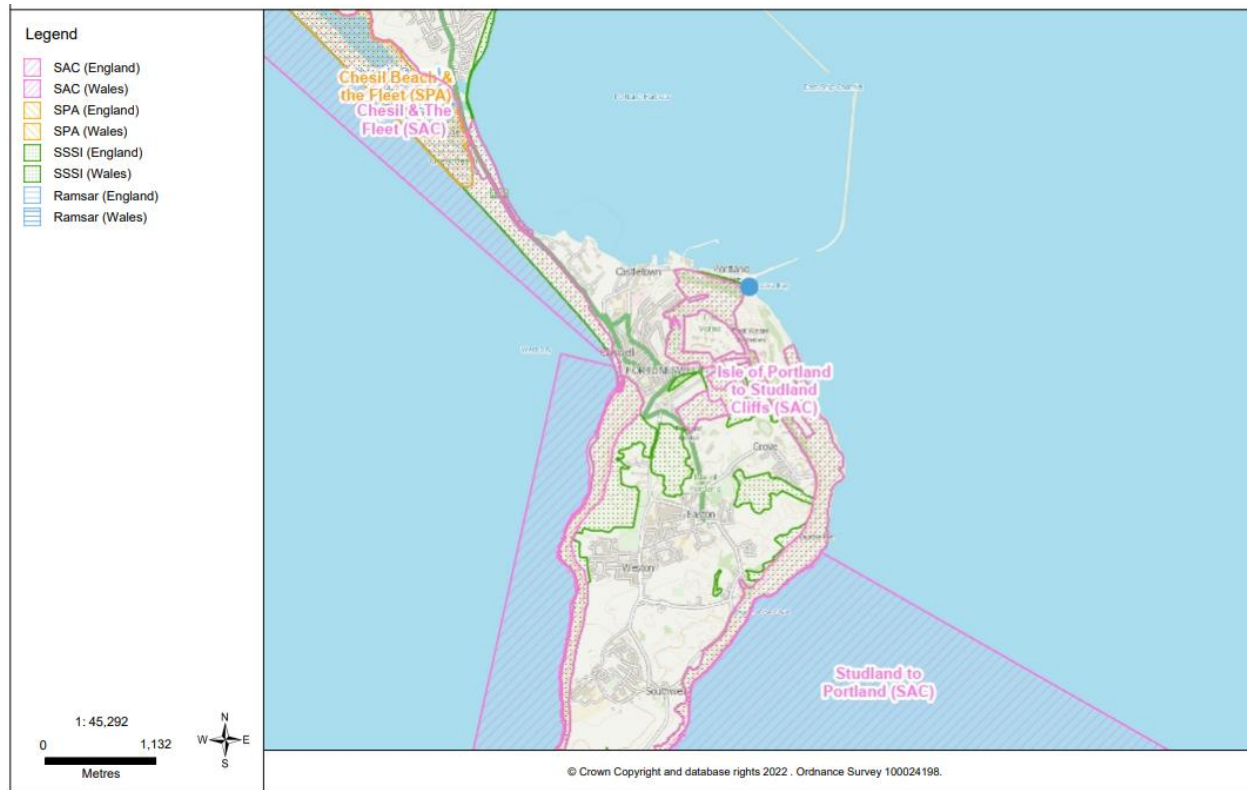 Legend
SAC (England)
SAC (Wales)
SPA (England)
SPA (Wales)
SSSI (England)
SSSI (Wales)
Ramsar (England)
Ramsar (Wales)
1: 45,292
0
1,132
Metres
N
W
E
S
Chesil Beach &
the Fleet (SPA)
Chesil & The
Fleet (SAC)
Castletown
Isle of Portland
to Studland
Cliffs (SAC)
Grove
Easton
Weston
Southwell
Studland to
Portland (SAC)
© Crown Copyright and database rights 2022 . Ordnance Survey 100024198.